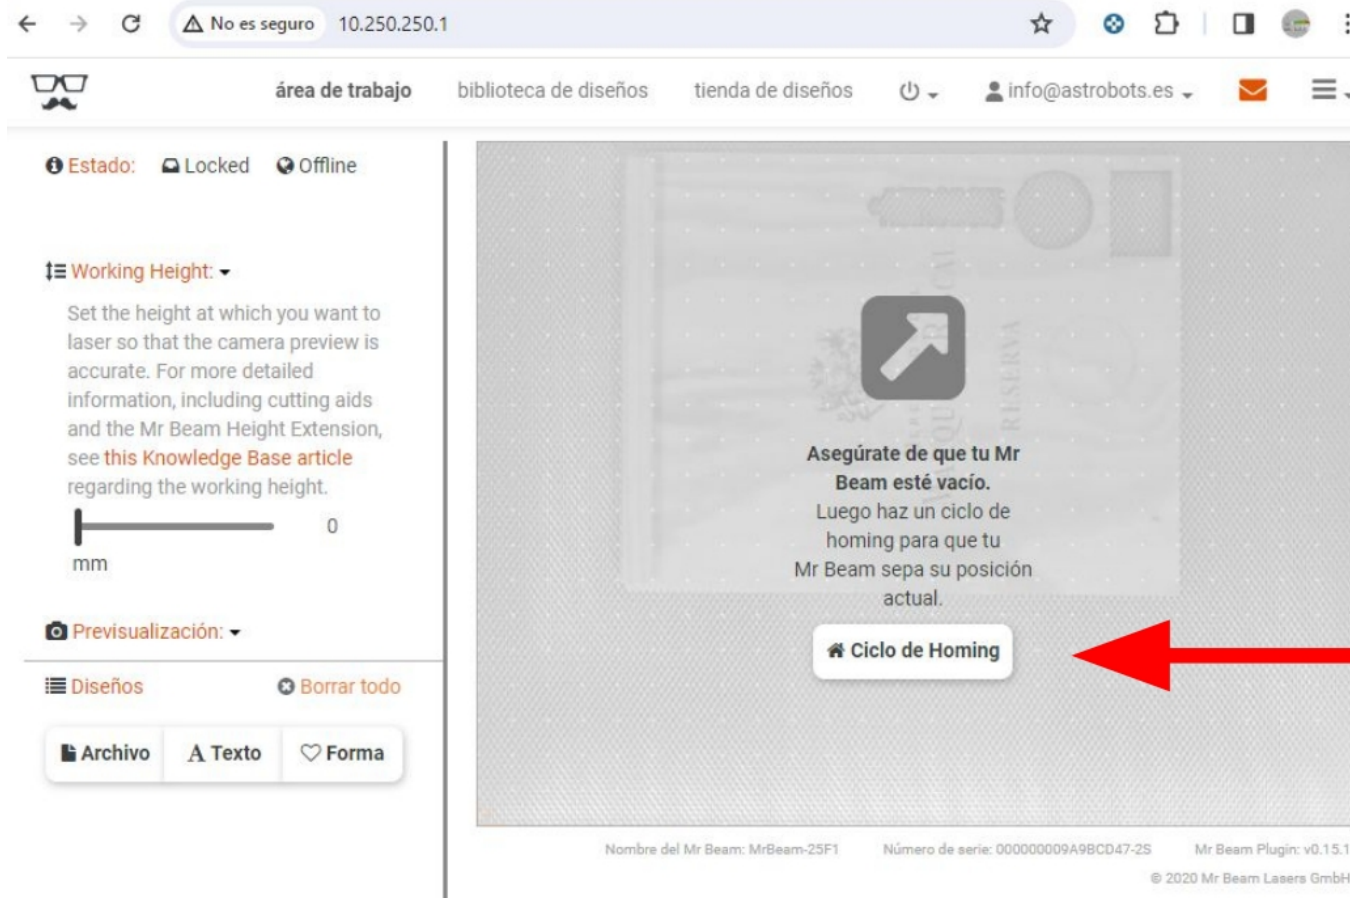 No es seguro 10.250.250.1
área de trabajo biblioteca de diseños tienda de diseños info@astrobots.es
Estado: Locked Offline
Working Height:
Set the height at which you want to
laser so that the camera preview is
accurate. For more detailed
information, including cutting aids
and the Mr Beam Height Extension,
see this Knowledge Base article
regarding the working height.
0
mm
Previsualización:
Diseños Borrar todo
Archivo A Texto Forma
RESERVA
Asegúrate de que tu Mr
Beam esté vacío.
Luego haz un ciclo de
homing para que tu
Mr Beam sepa su posición
actual.
Ciclo de Homing
Nombre del Mr Beam: MrBeam-25F1 Número de serie: 000000009A9BCD47-2S Mr Beam Plugin: v0.15.1
© 2020 Mr Beam Lasers GmbH